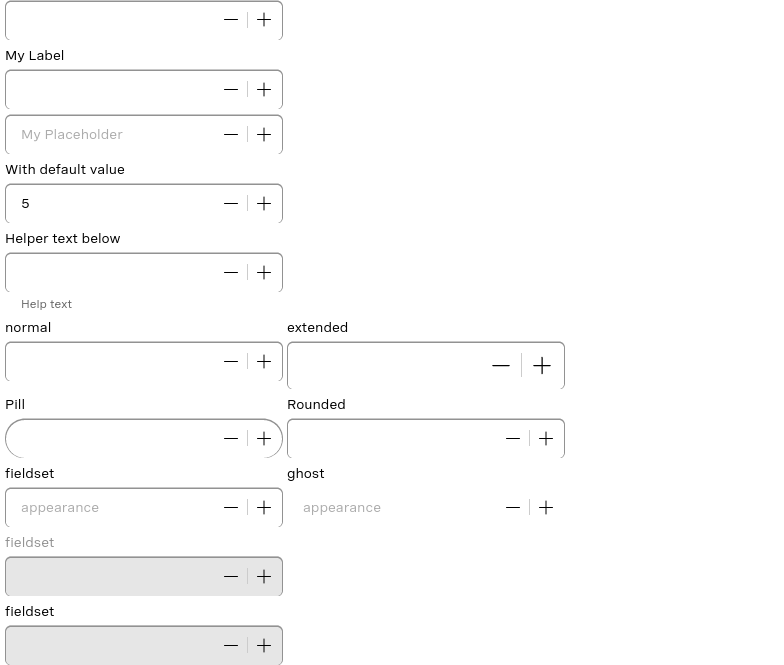 My Label
My Placeholder
With default value
5
Helper text below
Help text
normal extended
Pill Rounded
fieldset ghost
appearance appearance
fieldset
fieldset